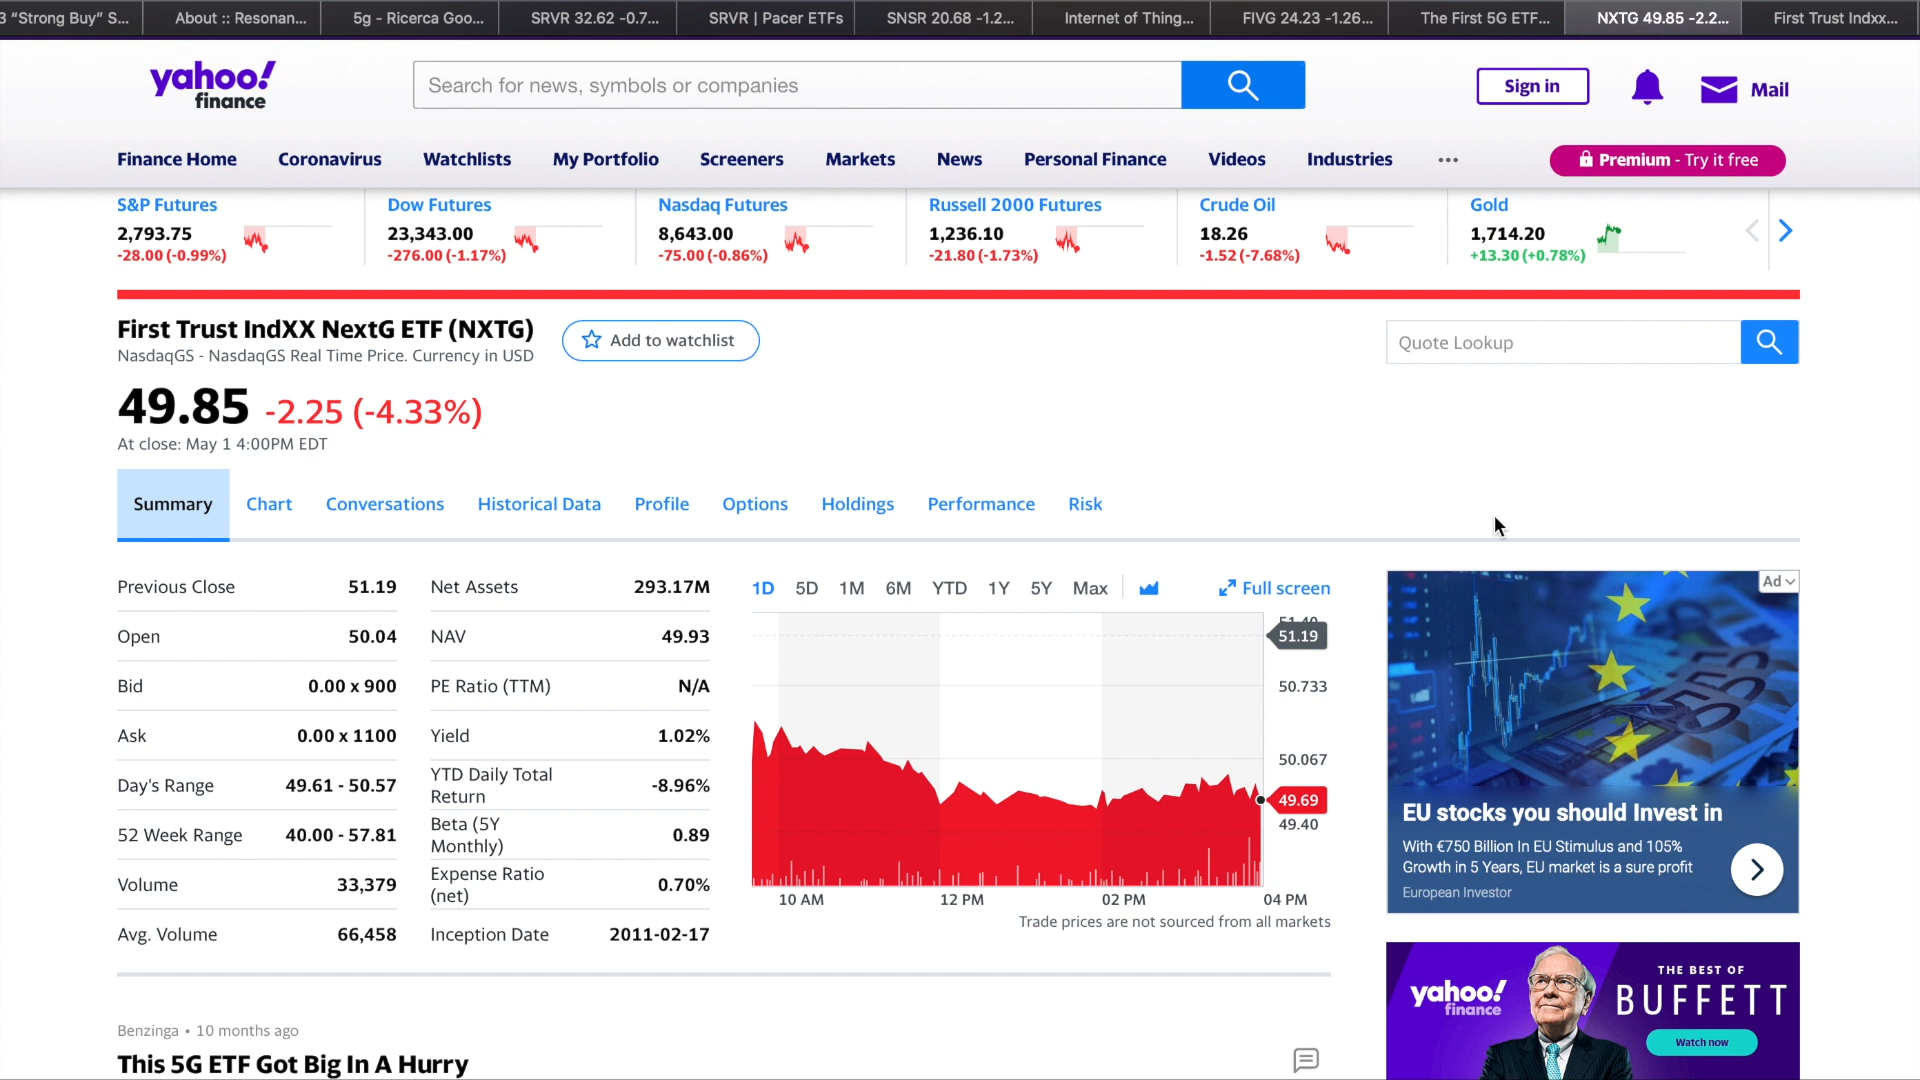 3 “Strong Buy” S...
About :: Resonan...
5g - Ricerca Goo...
SRVR 32.62 -0.7...
SRVR | Pacer ETFs
SNSR 20.68 -1.2...
Internet of Thing...
FIVG 24.23 -1.26...
The First 5G ETF...
NXTG 49.85 -2.2...
First Trust Indxx...
yahoo!
finance
Search for news, symbols or companies
Sign in
Mail
Finance Home
Coronavirus
Watchlists
My Portfolio
Screeners
Markets
News
Personal Finance
Videos
Industries
•••
Premium - Try it free
S&P Futures
2,793.75
-28.00 (-0.99%)
Dow Futures
23,343.00
-276.00 (-1.17%)
Nasdaq Futures
8,643.00
-75.00 (-0.86%)
Russell 2000 Futures
1,236.10
-21.80 (-1.73%)
Crude Oil
18.26
-1.52 (-7.68%)
Gold
1,714.20
+13.30 (+0.78%)
First Trust IndXX NextG ETF (NXTG)
NasdaqGS - NasdaqGS Real Time Price. Currency in USD
Add to watchlist
Quote Lookup
49.85 -2.25 (-4.33%)
At close: May 1 4:00PM EDT
Summary
Chart
Conversations
Historical Data
Profile
Options
Holdings
Performance
Risk
Previous Close 51.19
Open 50.04
Bid 0.00 x 900
Ask 0.00 x 1100
Day's Range 49.61 - 50.57
52 Week Range 40.00 - 57.81
Volume 33,379
Avg. Volume 66,458
Net Assets 293.17M
NAV 49.93
PE Ratio (TTM) N/A
Yield 1.02%
YTD Daily Total
Return -8.96%
Beta (5Y
Monthly) 0.89
Expense Ratio
(net) 0.70%
Inception Date 2011-02-17
1D 5D 1M 6M YTD 1Y 5Y Max
Full screen
51.40
51.19
50.733
50.067
49.69
49.40
10 AM 12 PM 02 PM 04 PM
Trade prices are not sourced from all markets
Ad
EU stocks you should Invest in
With €750 Billion In EU Stimulus and 105%
Growth in 5 Years, EU market is a sure profit
European Investor
yahoo!
finance
THE BEST OF
BUFFETT
Watch now
Benzinga • 10 months ago
This 5G ETF Got Big In A Hurry